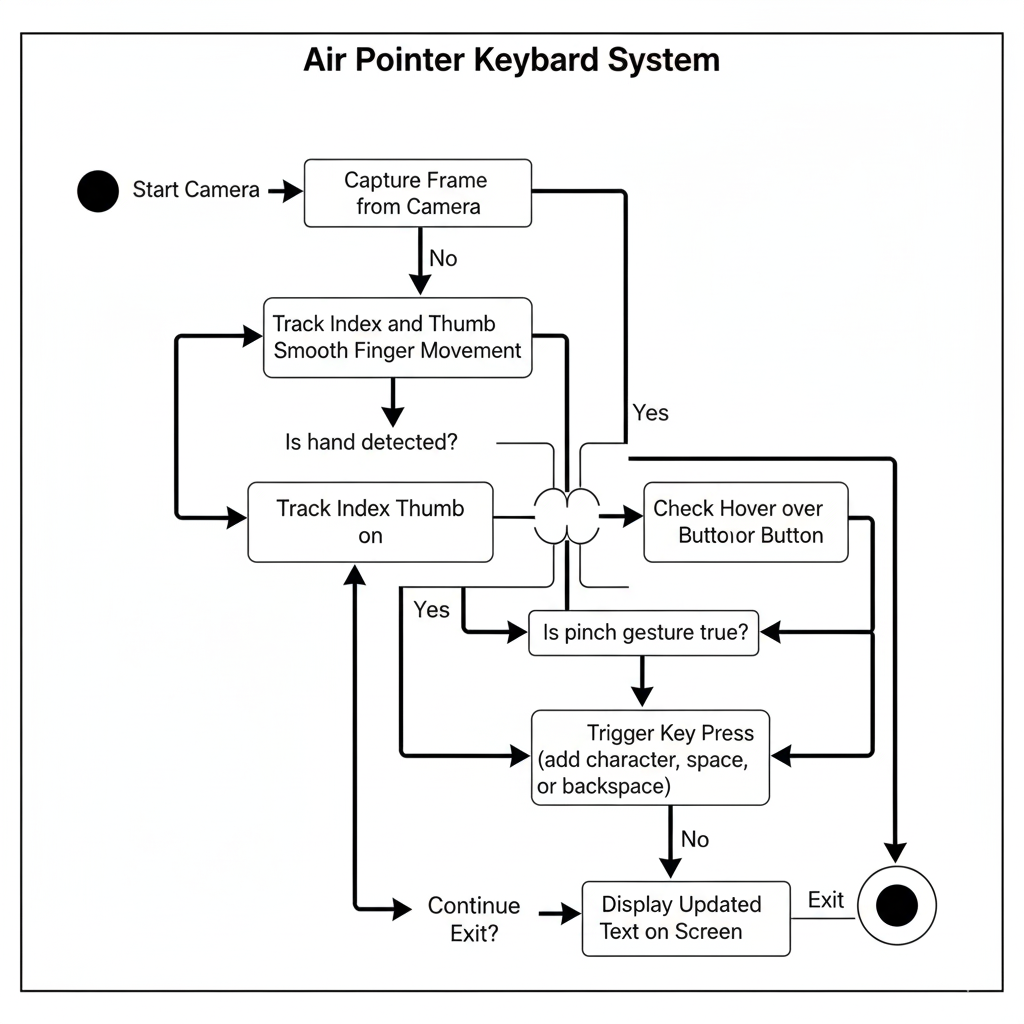 Air Pointer Keybard System
Start Camera
Capture Frame
from Camera
No
Track Index and Thumb
Smooth Finger Movement
Yes
Is hand detected?
Track Index Thumb
on
Check Hover over
Buttoıor Button
Yes
Is pinch gesture true?
Trigger Key Press
(add character, space,
or backspace)
No
Continue
Exit?
Display Updated
Text on Screen
Exit